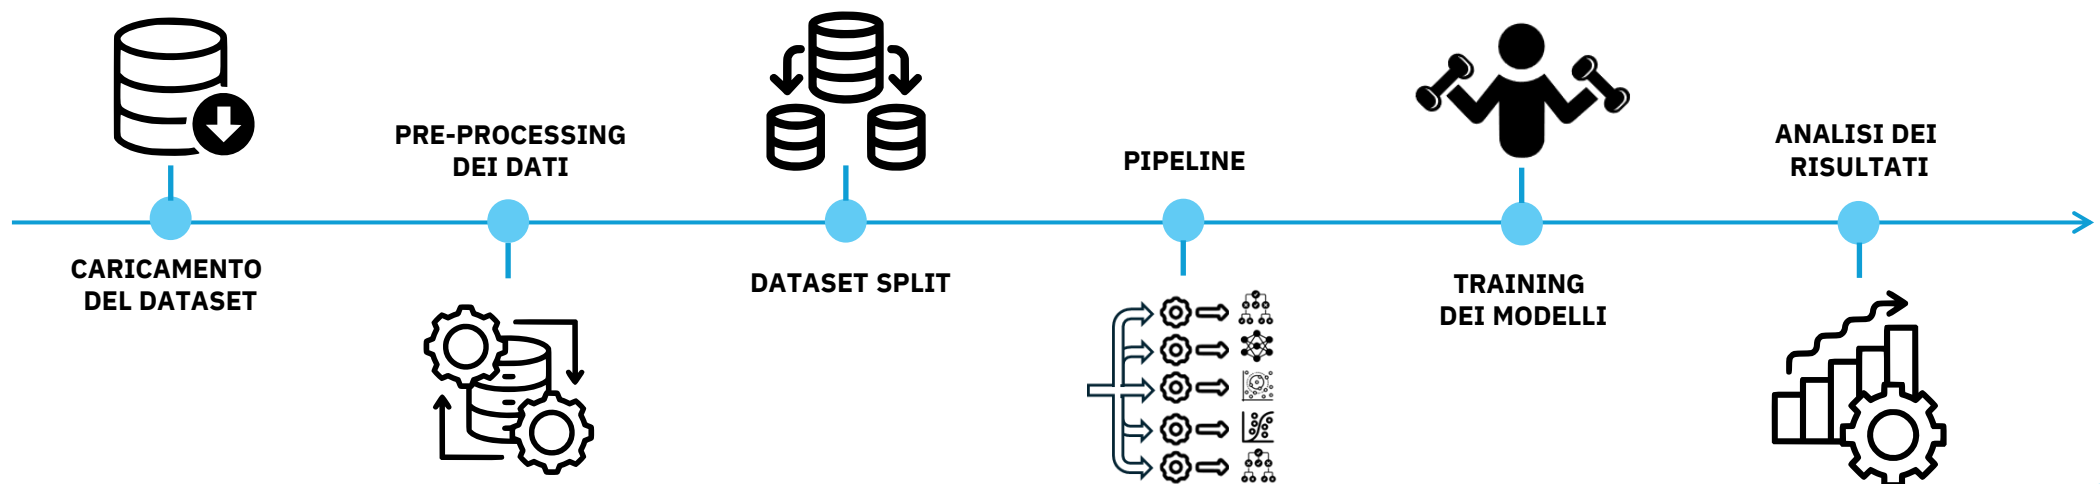 CARICAMENTO
DEL DATASET
PRE-PROCESSING
DEI DATI
DATASET SPLIT
PIPELINE
TRAINING
DEI MODELLI
ANALISI DEI
RISULTATI